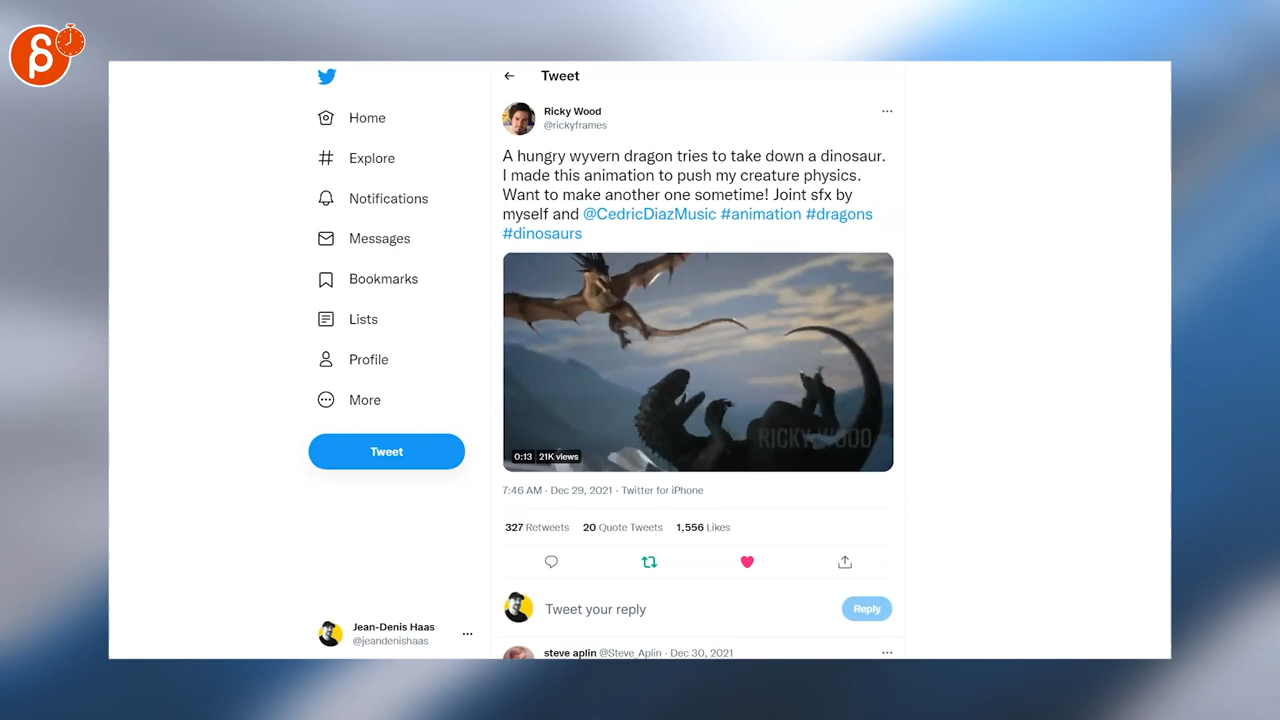 Tweet
Ricky Wood
@rickyframes
Home
Explore
Notifications
Messages
Bookmarks
Lists
Profile
More
Tweet
A hungry wyvern dragon tries to take down a dinosaur.
I made this animation to push my creature physics.
Want to make another one sometime! Joint sfx by
myself and @CedricDiazMusic #animation #dragons
#dinosaurs
RICKY WOOD
0:13 21K views
7:46 AM · Dec 29, 2021 · Twitter for iPhone
327 Retweets 20 Quote Tweets 1,556 Likes
Tweet your reply
Reply
Jean-Denis Haas
@jeandenishaas
steve aplin @Steve_Aplin · Dec 30, 2021